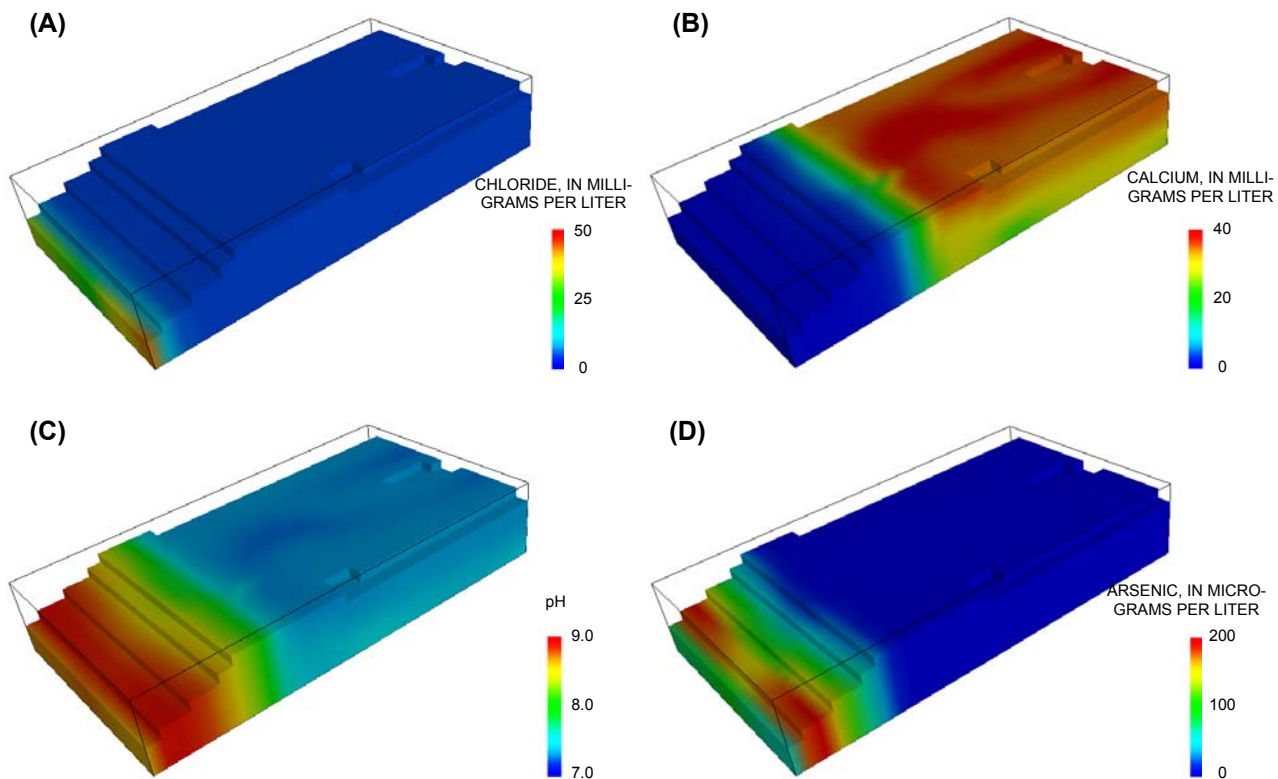 (A)
CHLORIDE, IN MILLI-
GRAMS PER LITER
50
25
0
(B)
CALCIUM, IN MILLI-
GRAMS PER LITER
40
20
0
(C)
pH
9.0
8.0
7.0
(D)
ARSENIC, IN MICRO-
GRAMS PER LITER
200
100
0